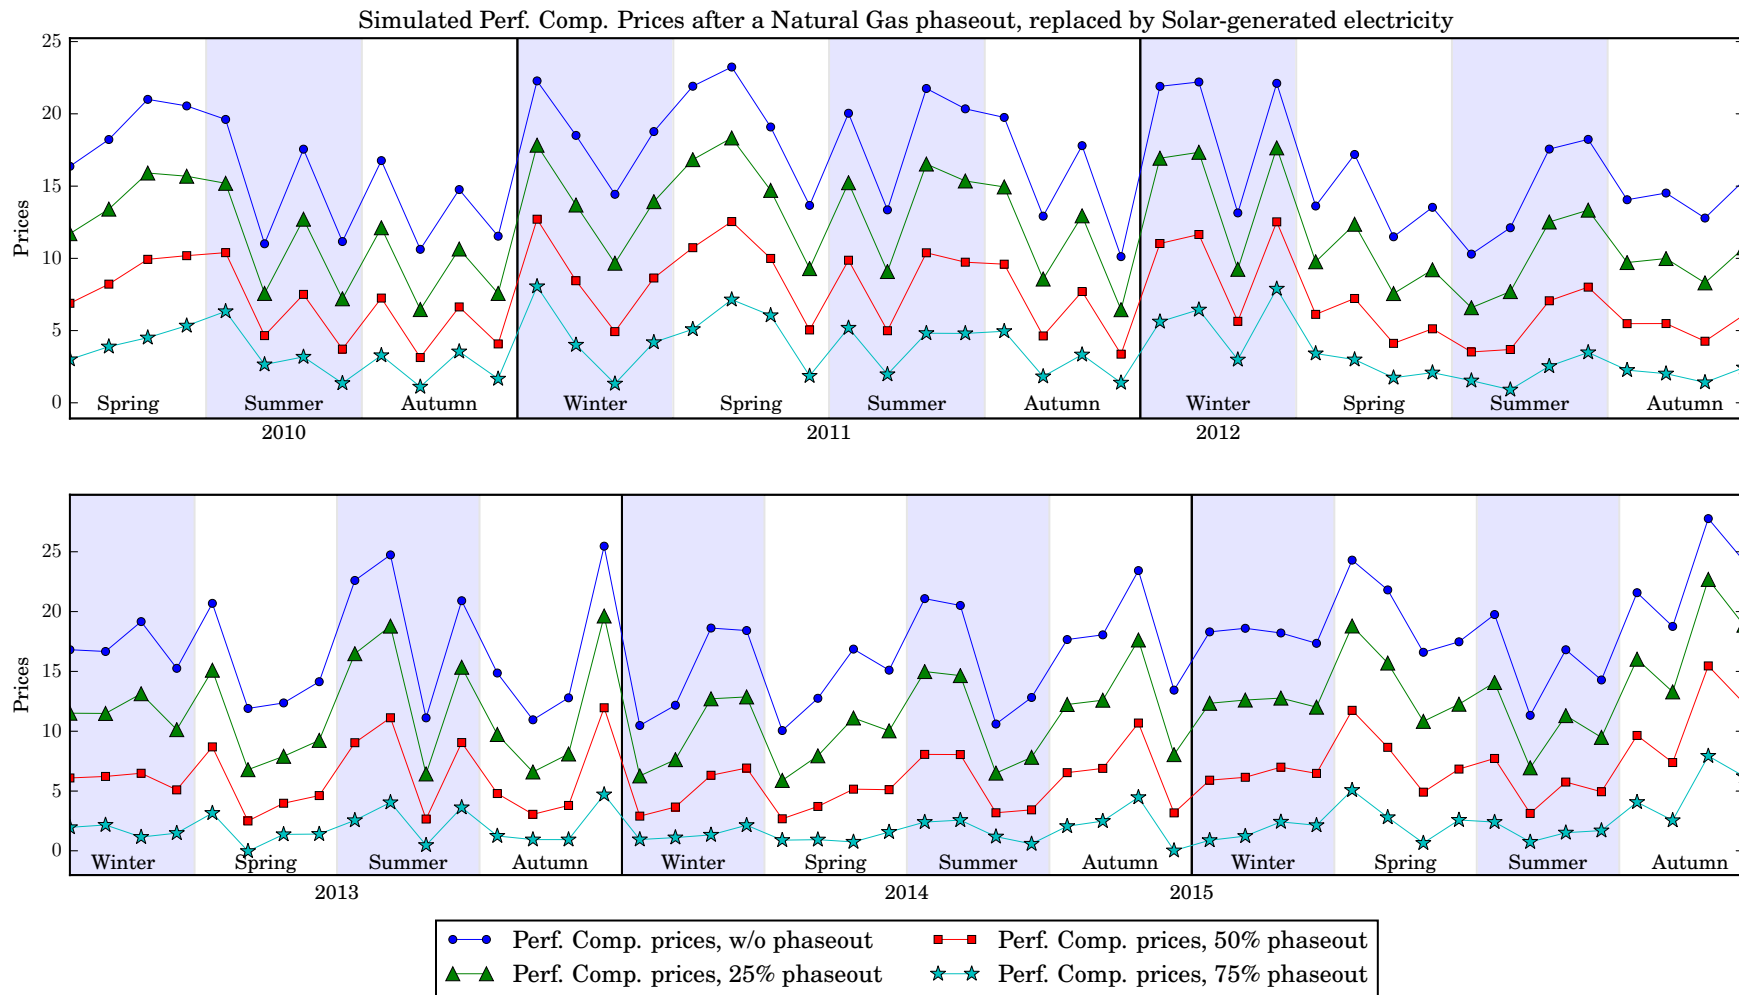 Simulated Perf. Comp. Prices after a Natural Gas phaseout, replaced by Solar-generated electricity
25
20
15
10
5
0
Prices
Spring Summer Autumn Winter Spring Summer Autumn Winter Spring Summer Autumn
2010 2011 2012
25
20
15
10
5
0
Prices
Winter Spring Summer Autumn Winter Spring Summer Autumn Winter Spring Summer Autumn
2013 2014 2015
Perf. Comp. prices, w/o phaseout Perf. Comp. prices, 50% phaseout
Perf. Comp. prices, 25% phaseout Perf. Comp. prices, 75% phaseout